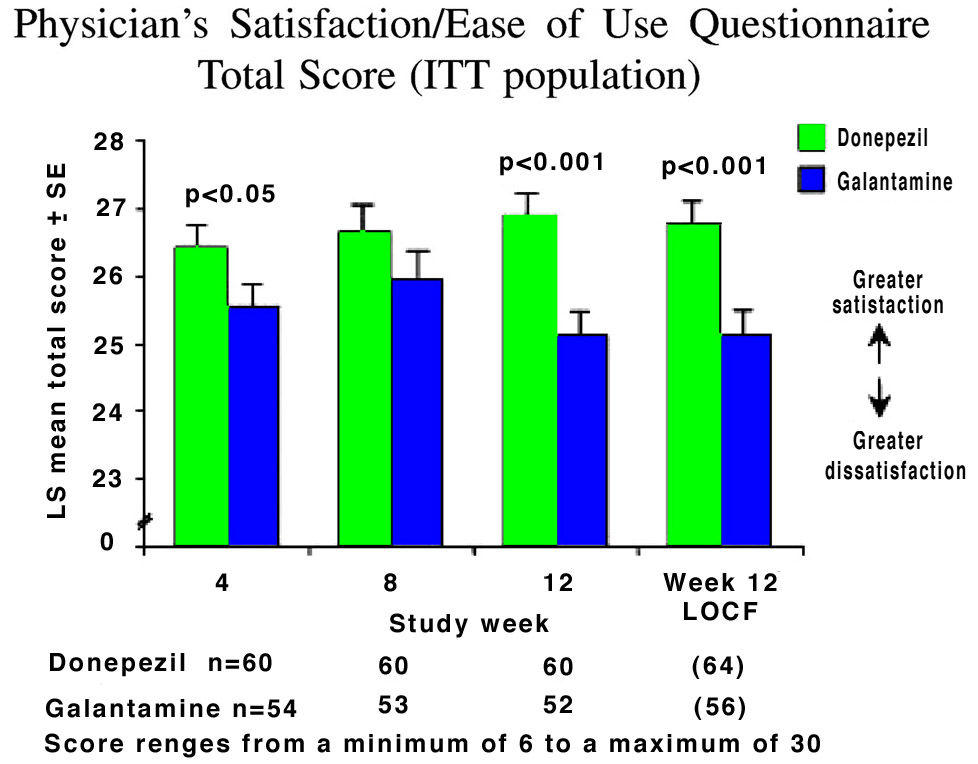 Physician's Satisfaction/Ease of Use Questionnaire
Total Score (ITT population)
Donepezil
Galantamine
LS mean total score ± SE
28
27
26
25
24
23
0
p<0.05
p<0.001
p<0.001
Greater
satistaction
Greater
dissatisfaction
4 8 12 Week 12
LOCF
Study week
Donepezil n=60 60 60 (64)
Galantamine n=54 53 52 (56)
Score renges from a minimum of 6 to a maximum of 30